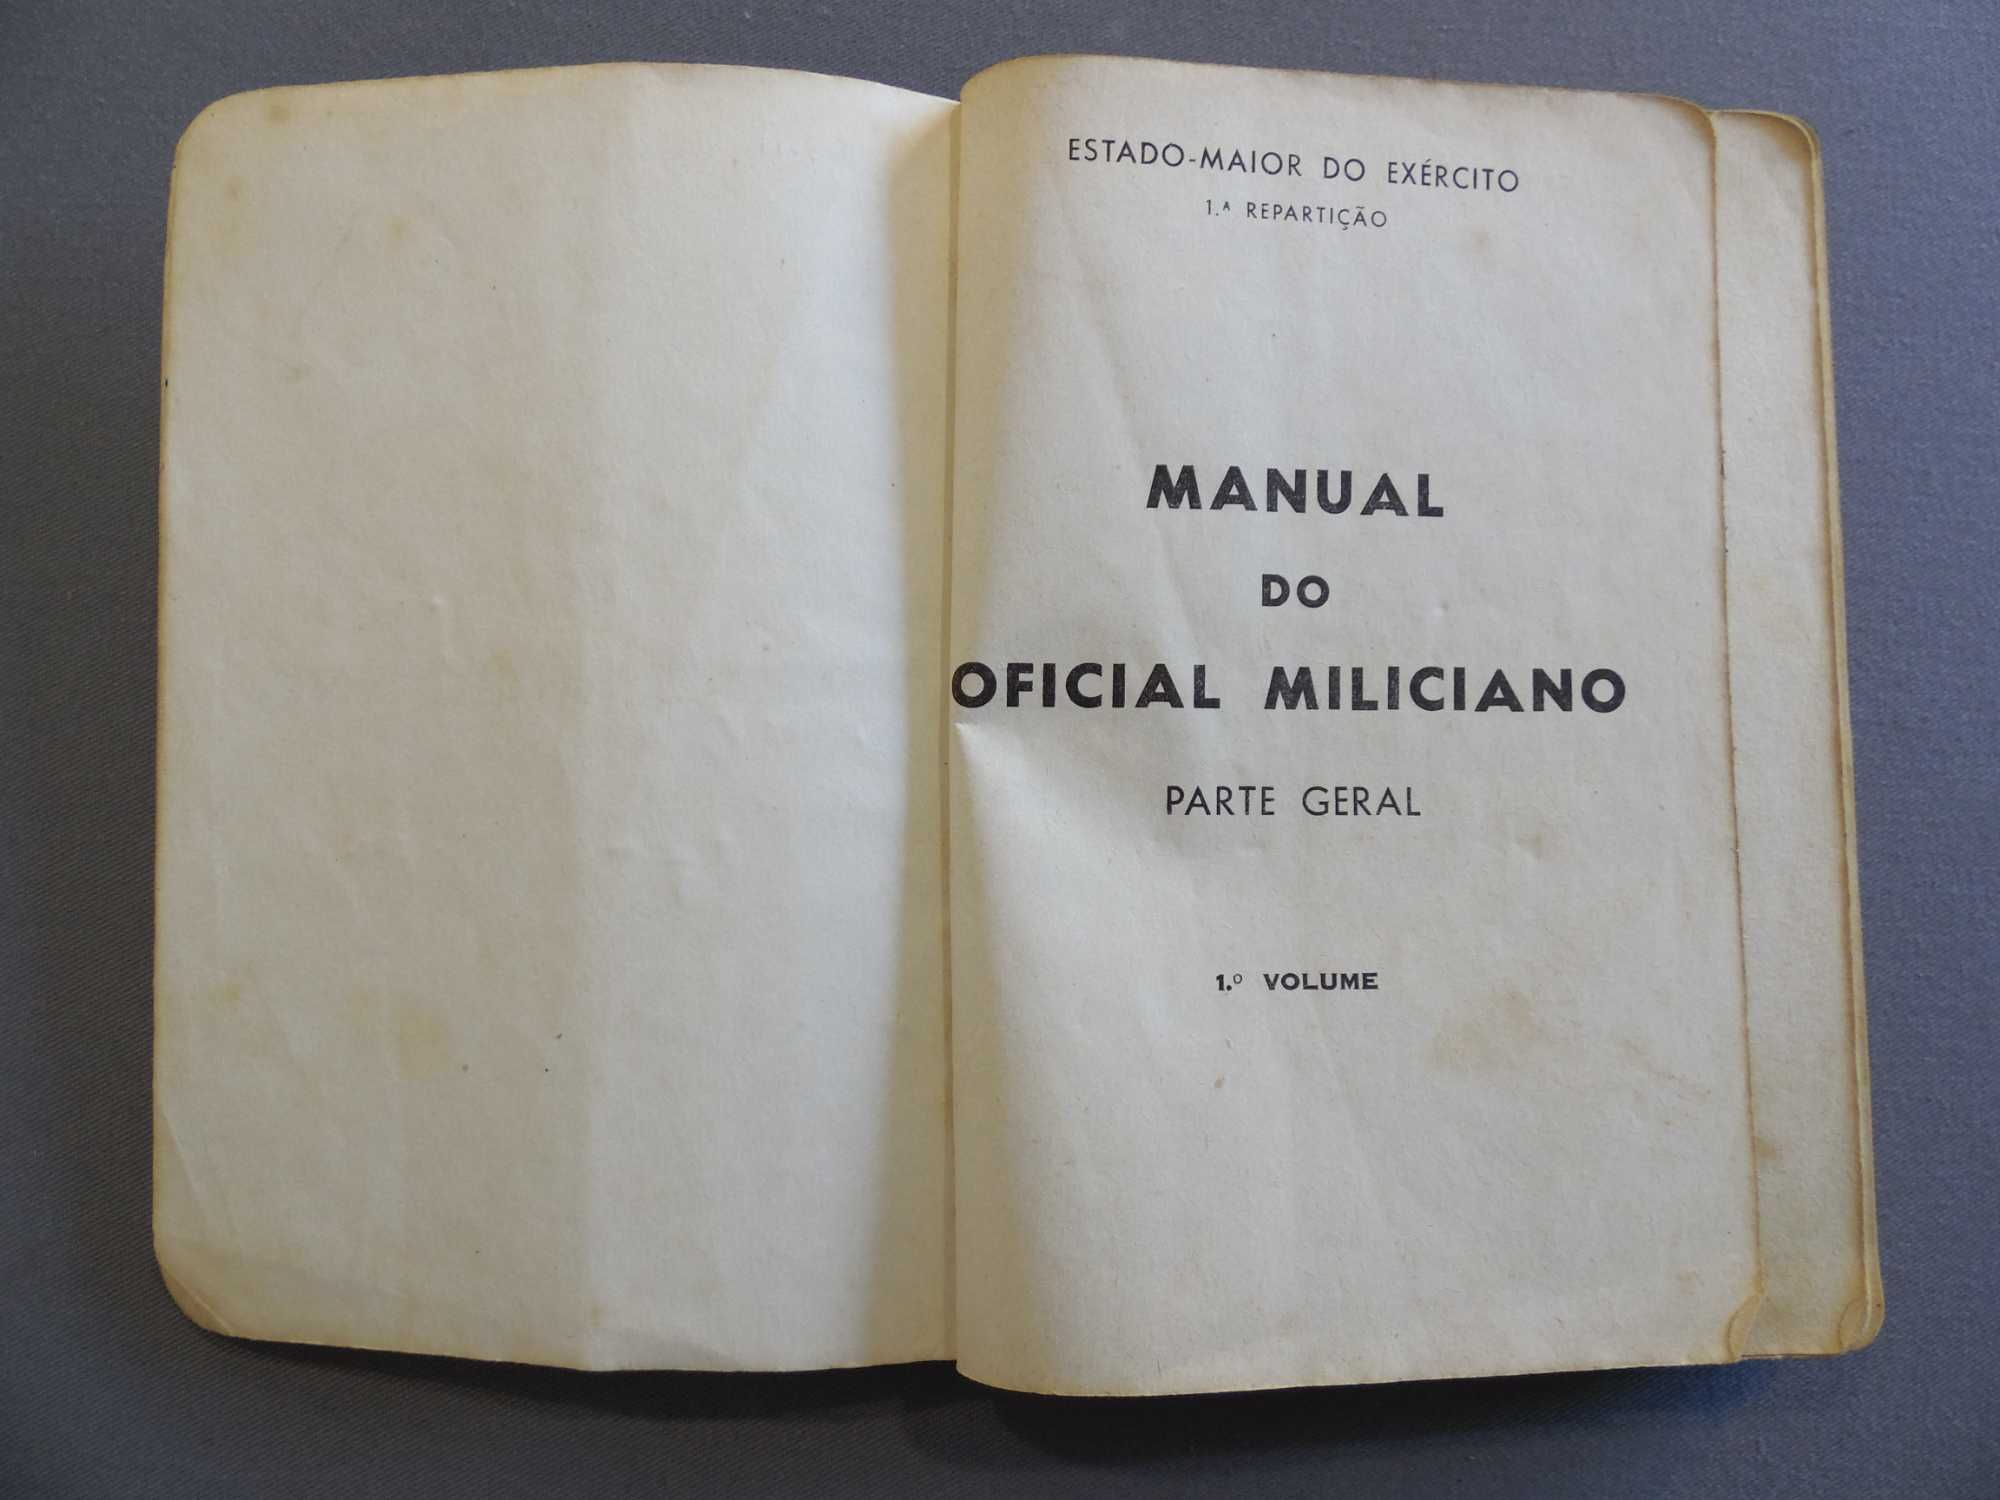 ESTADO-MAIOR DO EXÉRCITO
1.ª REPARTIÇÃO
MANUAL
DO
OFICIAL MILICIANO
PARTE GERAL
1.º VOLUME